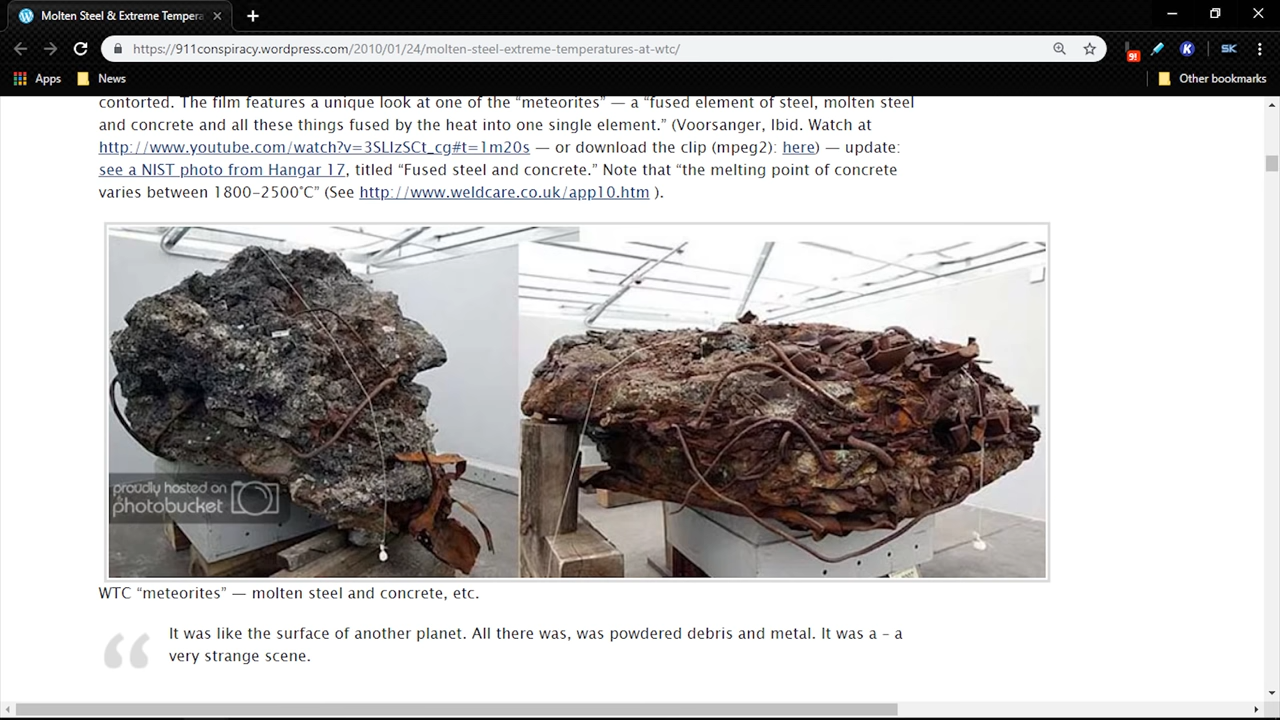 Molten Steel & Extreme Tempera
https://911conspiracy.wordpress.com/2010/01/24/molten-steel-extreme-temperatures-at-wtc/
91
K
SK
Apps
News
Other bookmarks
contorted. The film features a unique look at one of the “meteorites” — a “fused element of steel, molten steel
and concrete and all these things fused by the heat into one single element.” (Voorsanger, Ibid. Watch at
http://www.youtube.com/watch?v=3SLIzSCt_cg#t=1m20s — or download the clip (mpeg2): here) — update:
see a NIST photo from Hangar 17, titled “Fused steel and concrete.” Note that “the melting point of concrete
varies between 1800–2500°C” (See http://www.weldcare.co.uk/app10.htm ).
proudly hosted on
photobucket
WTC “meteorites” — molten steel and concrete, etc.
“ It was like the surface of another planet. All there was, was powdered debris and metal. It was a – a
very strange scene.